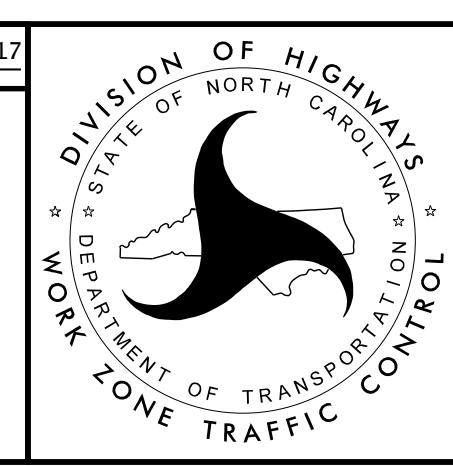 17
DIVISION OF HIGHWAYS
STATE OF NORTH CAROLINA
DEPARTMENT OF TRANSPORTATION
WORK ZONE TRAFFIC CONTROL